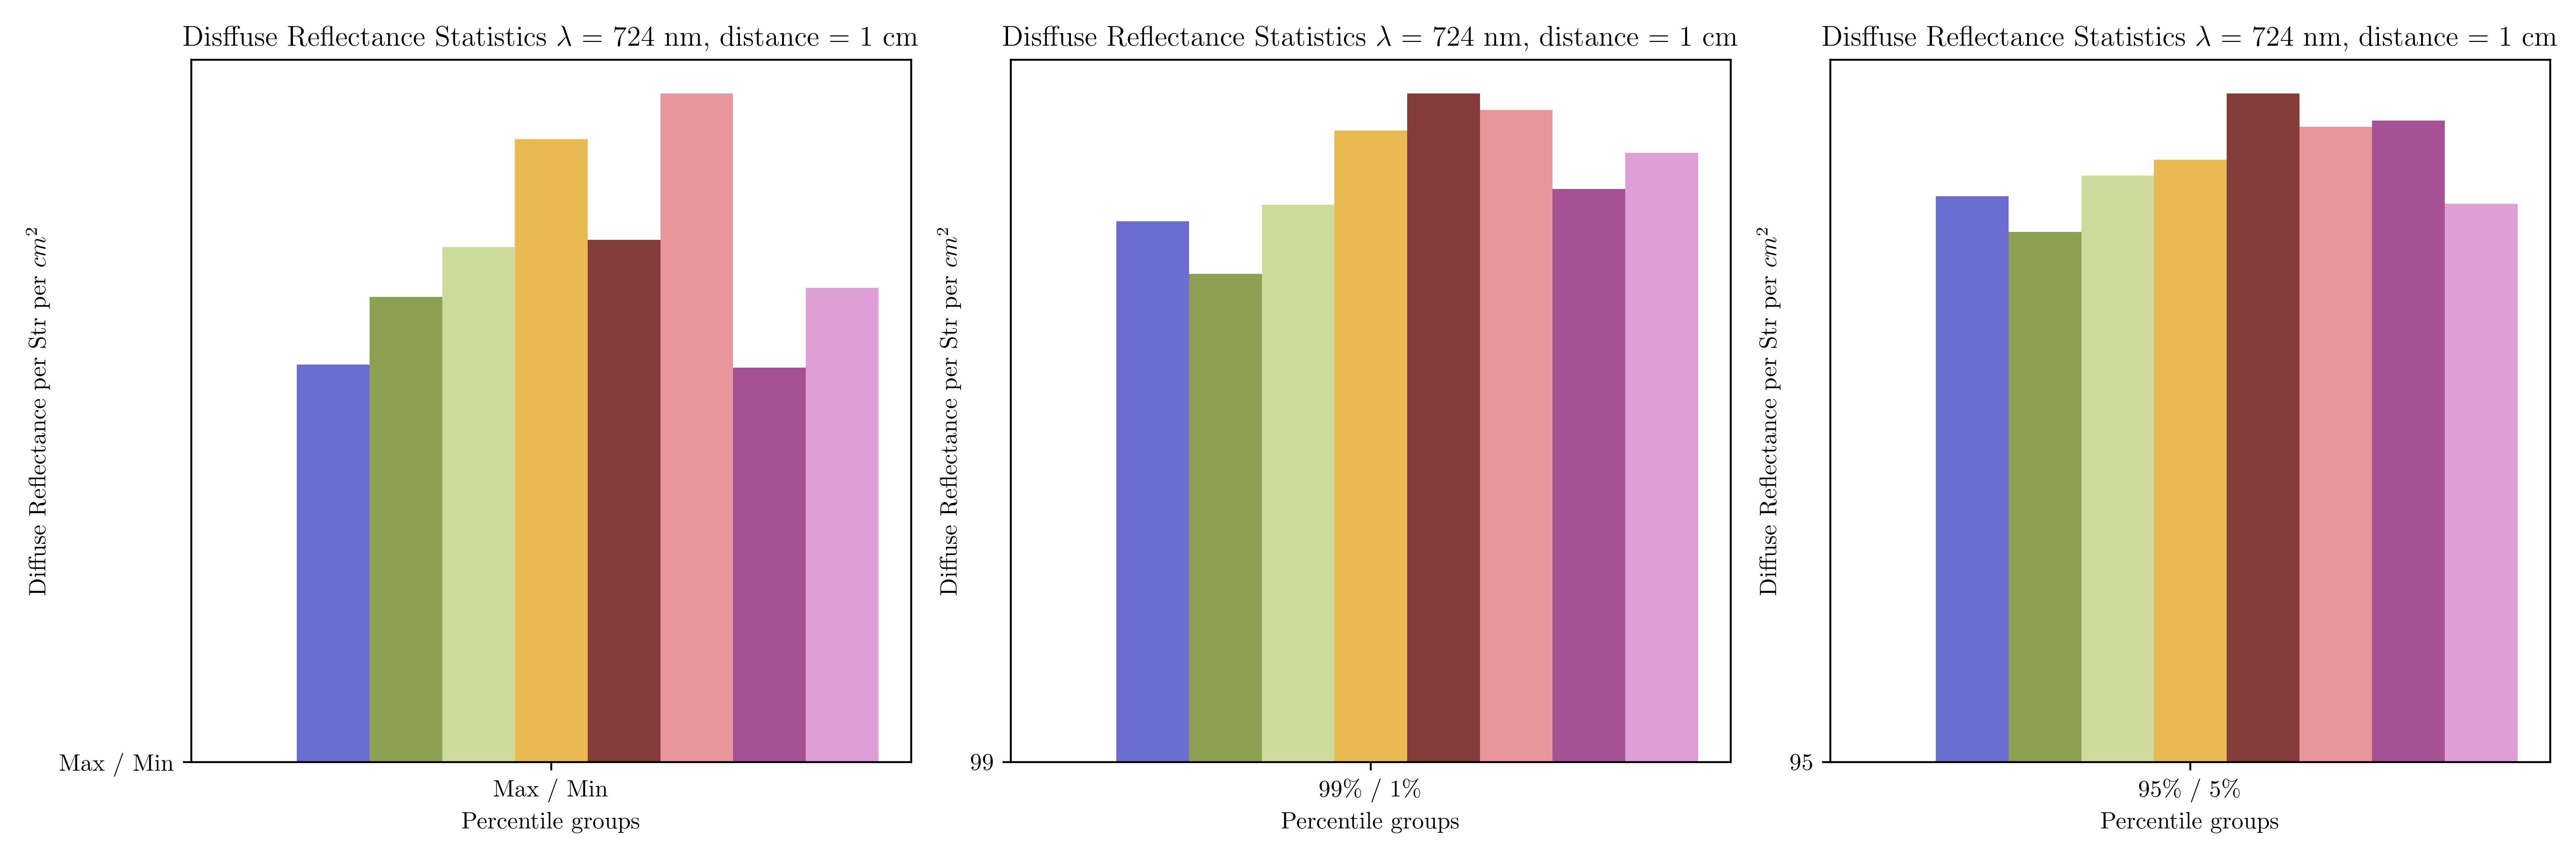 Disffuse Reflectance Statistics λ = 724 nm, distance = 1 cm
Diffuse Reflectance per Str per cm²
Max / Min
Max / Min
Percentile groups
Disffuse Reflectance Statistics λ = 724 nm, distance = 1 cm
Diffuse Reflectance per Str per cm²
99
99% / 1%
Percentile groups
Disffuse Reflectance Statistics λ = 724 nm, distance = 1 cm
Diffuse Reflectance per Str per cm²
95
95% / 5%
Percentile groups